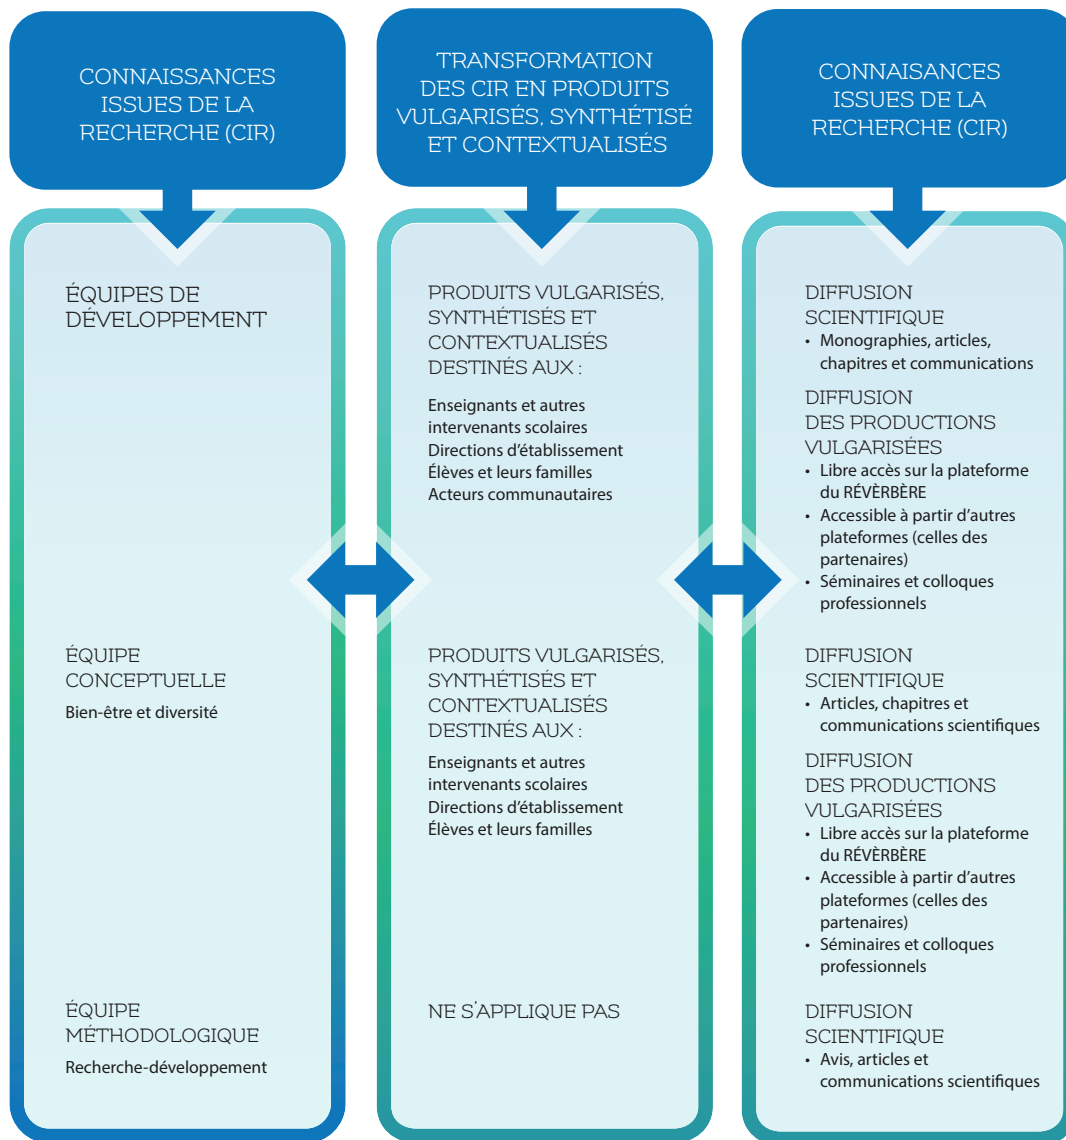 CONNAISSANCES
ISSUES DE LA
RECHERCHE (CIR)
TRANSFORMATION
DES CIR EN PRODUITS
VULGARISÉS, SYNTHÉTISÉ
ET CONTEXTUALISÉS
CONNAISANCES
ISSUES DE LA
RECHERCHE (CIR)
ÉQUIPES DE
DÉVELOPPEMENT
PRODUITS VULGARISÉS,
SYNTHÉTISÉS ET
CONTEXTUALISÉS
DESTINÉS AUX :
Enseignants et autres
intervenants scolaires
Directions d'établissement
Élèves et leurs familles
Acteurs communautaires
DIFFUSION
SCIENTIFIQUE
• Monographies, articles,
chapitres et communications
DIFFUSION
DES PRODUCTIONS
VULGARISÉES
• Libre accès sur la plateforme
du RÉVÈRBÈRE
• Accessible à partir d'autres
plateformes (celles des
partenaires)
• Séminaires et colloques
professionnels
ÉQUIPE
CONCEPTUELLE
Bien-être et diversité
PRODUITS VULGARISÉS,
SYNTHÉTISÉS ET
CONTEXTUALISÉS
DESTINÉS AUX :
Enseignants et autres
intervenants scolaires
Directions d'établissement
Élèves et leurs familles
DIFFUSION
SCIENTIFIQUE
• Articles, chapitres et
communications scientifiques
DIFFUSION
DES PRODUCTIONS
VULGARISÉES
• Libre accès sur la plateforme
du RÉVÈRBÈRE
• Accessible à partir d'autres
plateformes (celles des
partenaires)
• Séminaires et colloques
professionnels
ÉQUIPE
MÉTHODOLOGIQUE
Recherche-développement
NE S'APPLIQUE PAS
DIFFUSION
SCIENTIFIQUE
• Avis, articles et
communications scientifiques